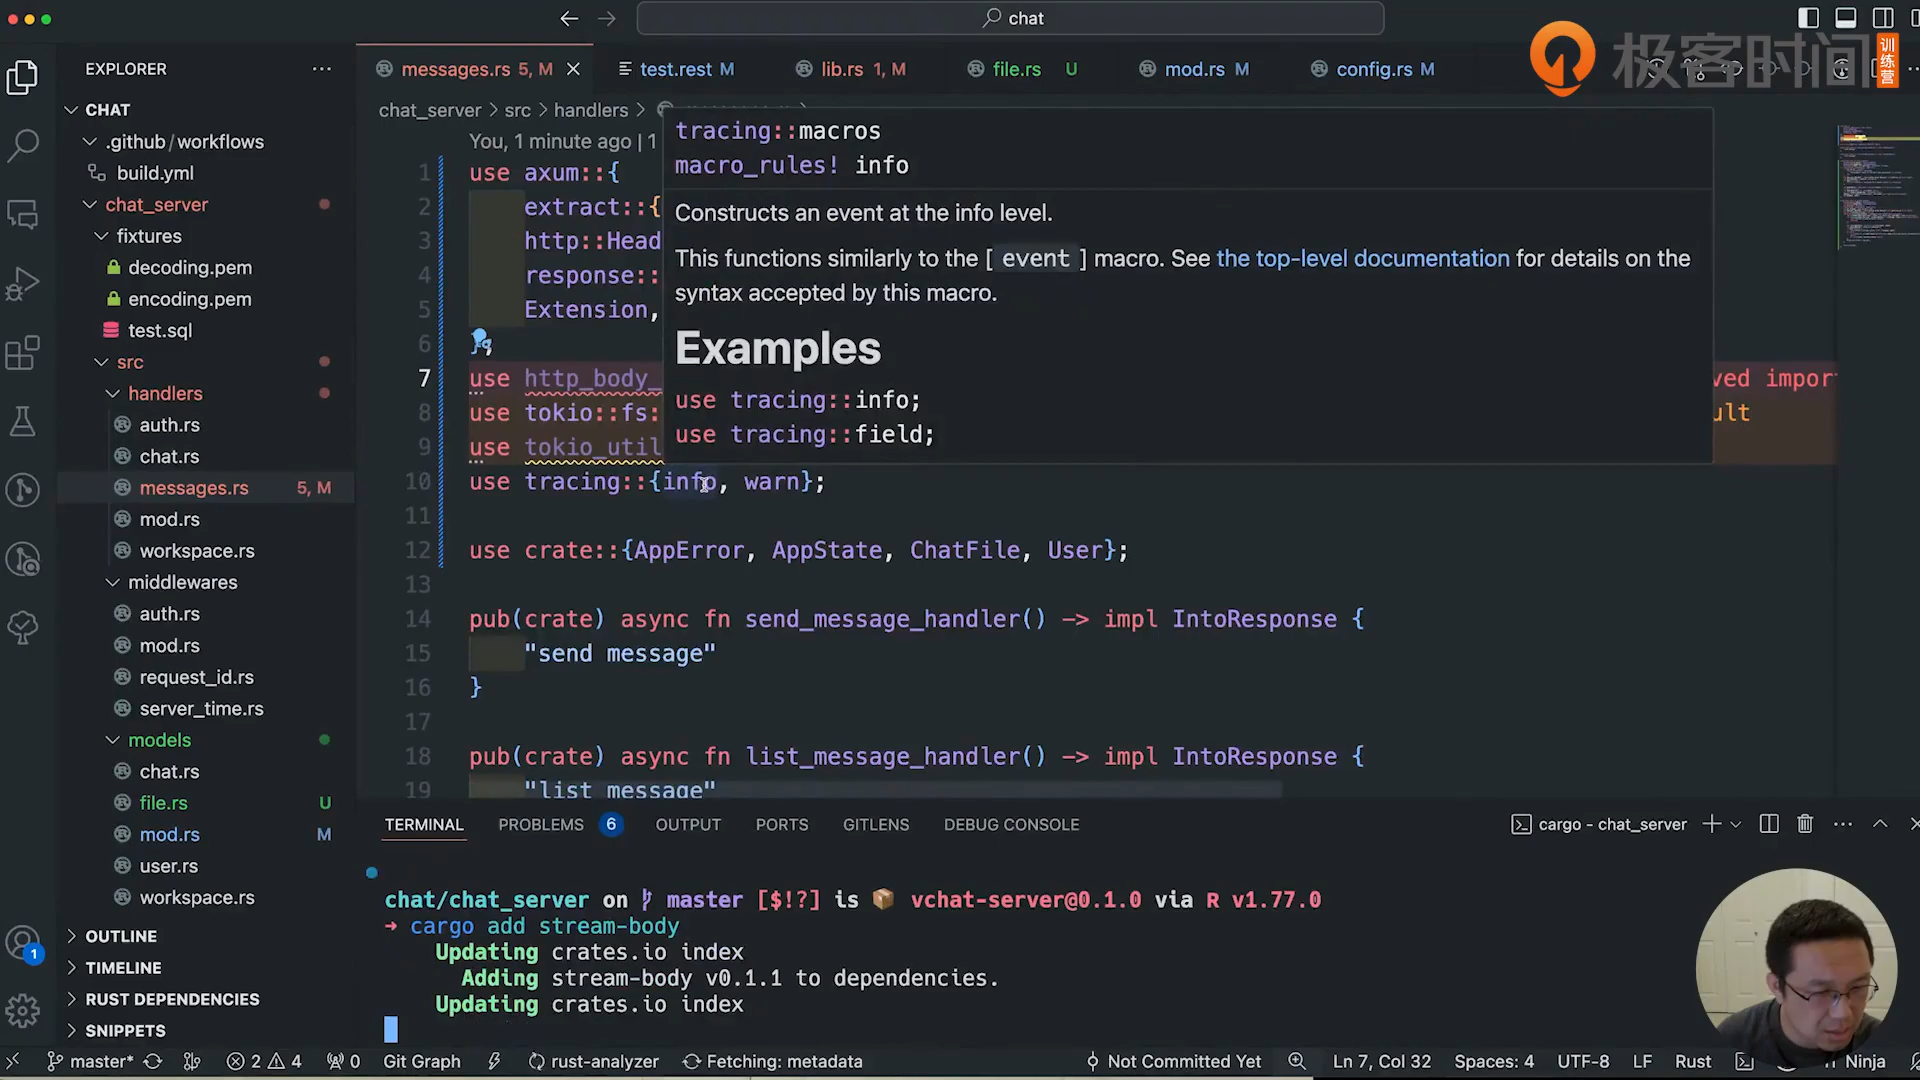 chat
极客时间 训练营
EXPLORER
messages.rs 5, M
test.rest M
lib.rs 1, M
file.rs U
mod.rs M
config.rs M
CHAT
.github/workflows
build.yml
chat_server
fixtures
decoding.pem
encoding.pem
test.sql
src
handlers
auth.rs
chat.rs
messages.rs 5, M
mod.rs
workspace.rs
middlewares
auth.rs
mod.rs
request_id.rs
server_time.rs
models
chat.rs
file.rs U
mod.rs M
user.rs
workspace.rs
OUTLINE
TIMELINE
RUST DEPENDENCIES
SNIPPETS
chat_server > src > handlers >
You, 1 minute ago | 1
1 use axum::{
2 extract::{
3 http::Head
4 response::
5 Extension,
6 };
7 use http_body_
8 use tokio::fs:
9 use tokio_util
10 use tracing::{info, warn};
11
12 use crate::{AppError, AppState, ChatFile, User};
13
14 pub(crate) async fn send_message_handler() -> impl IntoResponse {
15 "send message"
16 }
17
18 pub(crate) async fn list_message_handler() -> impl IntoResponse {
19 "list message"
tracing::macros
macro_rules! info
Constructs an event at the info level.
This functions similarly to the [ event ] macro. See the top-level documentation for details on the
syntax accepted by this macro.
Examples
use tracing::info;
use tracing::field;
ved impor
ult
TERMINAL PROBLEMS 6 OUTPUT PORTS GITLENS DEBUG CONSOLE
cargo - chat_server
chat/chat_server on master [$!?] is vchat-server@0.1.0 via R v1.77.0
➜ cargo add stream-body
Updating crates.io index
Adding stream-body v0.1.1 to dependencies.
Updating crates.io index
1
master* 2 4 0 Git Graph rust-analyzer Fetching: metadata Not Committed Yet Ln 7, Col 32 Spaces: 4 UTF-8 LF Rust Ninja